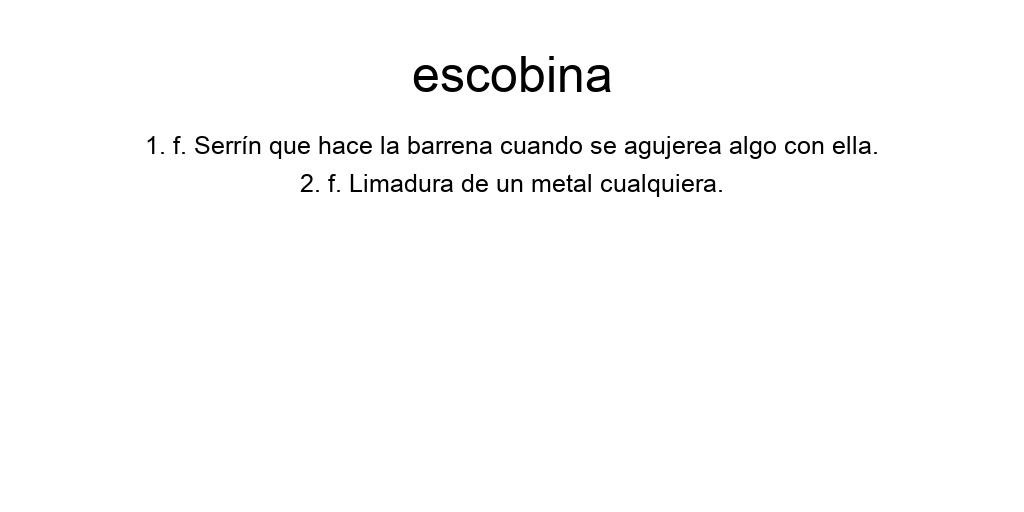 escobina
1. f. Serrín que hace la barrena cuando se agujerea algo con ella.
2. f. Limadura de un metal cualquiera.